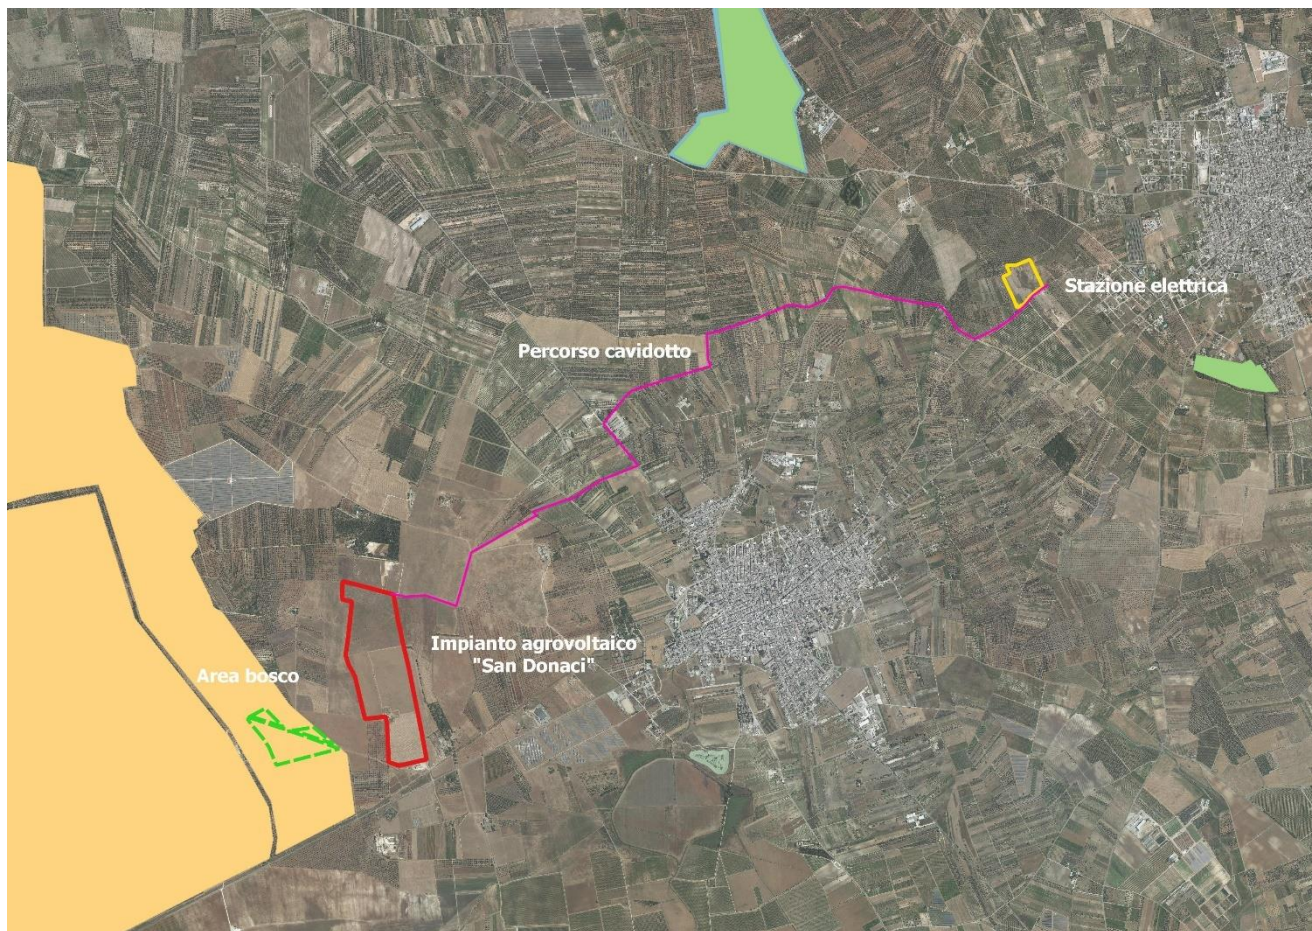 Stazione elettrica
Percorso cavidotto
Impianto agrovoltaico
"San Donaci"
Area bosco